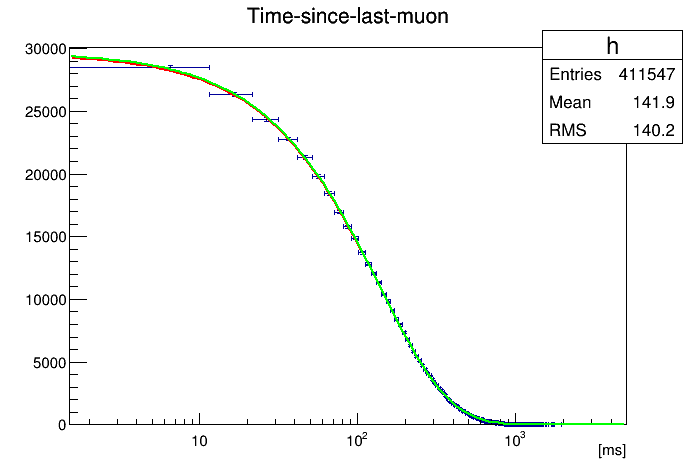 Time-since-last-muon
h
Entries 411547
Mean 141.9
RMS 140.2
30000
25000
20000
15000
10000
5000
0
10
10²
10³
[ms]